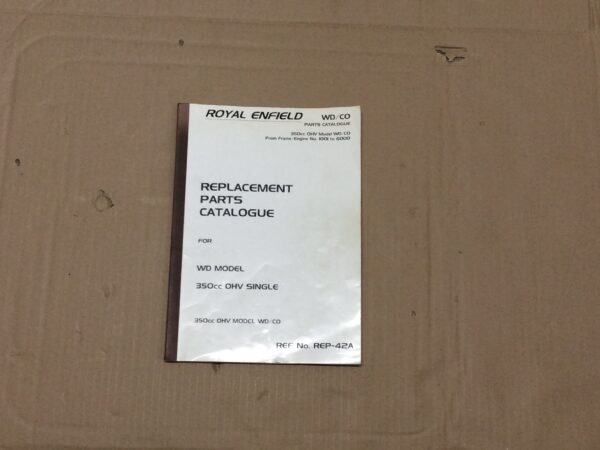 ROYAL ENFIELD WD/CO
PARTS CATALOGUE
350cc OHV Model WD/CO
From Frame/Engine No. 1001 to 6000
REPLACEMENT
PARTS
CATALOGUE
FOR
WD MODEL
350cc OHV SINGLE
350cc OHV MODEL WD/CO
REF No. REP-42A